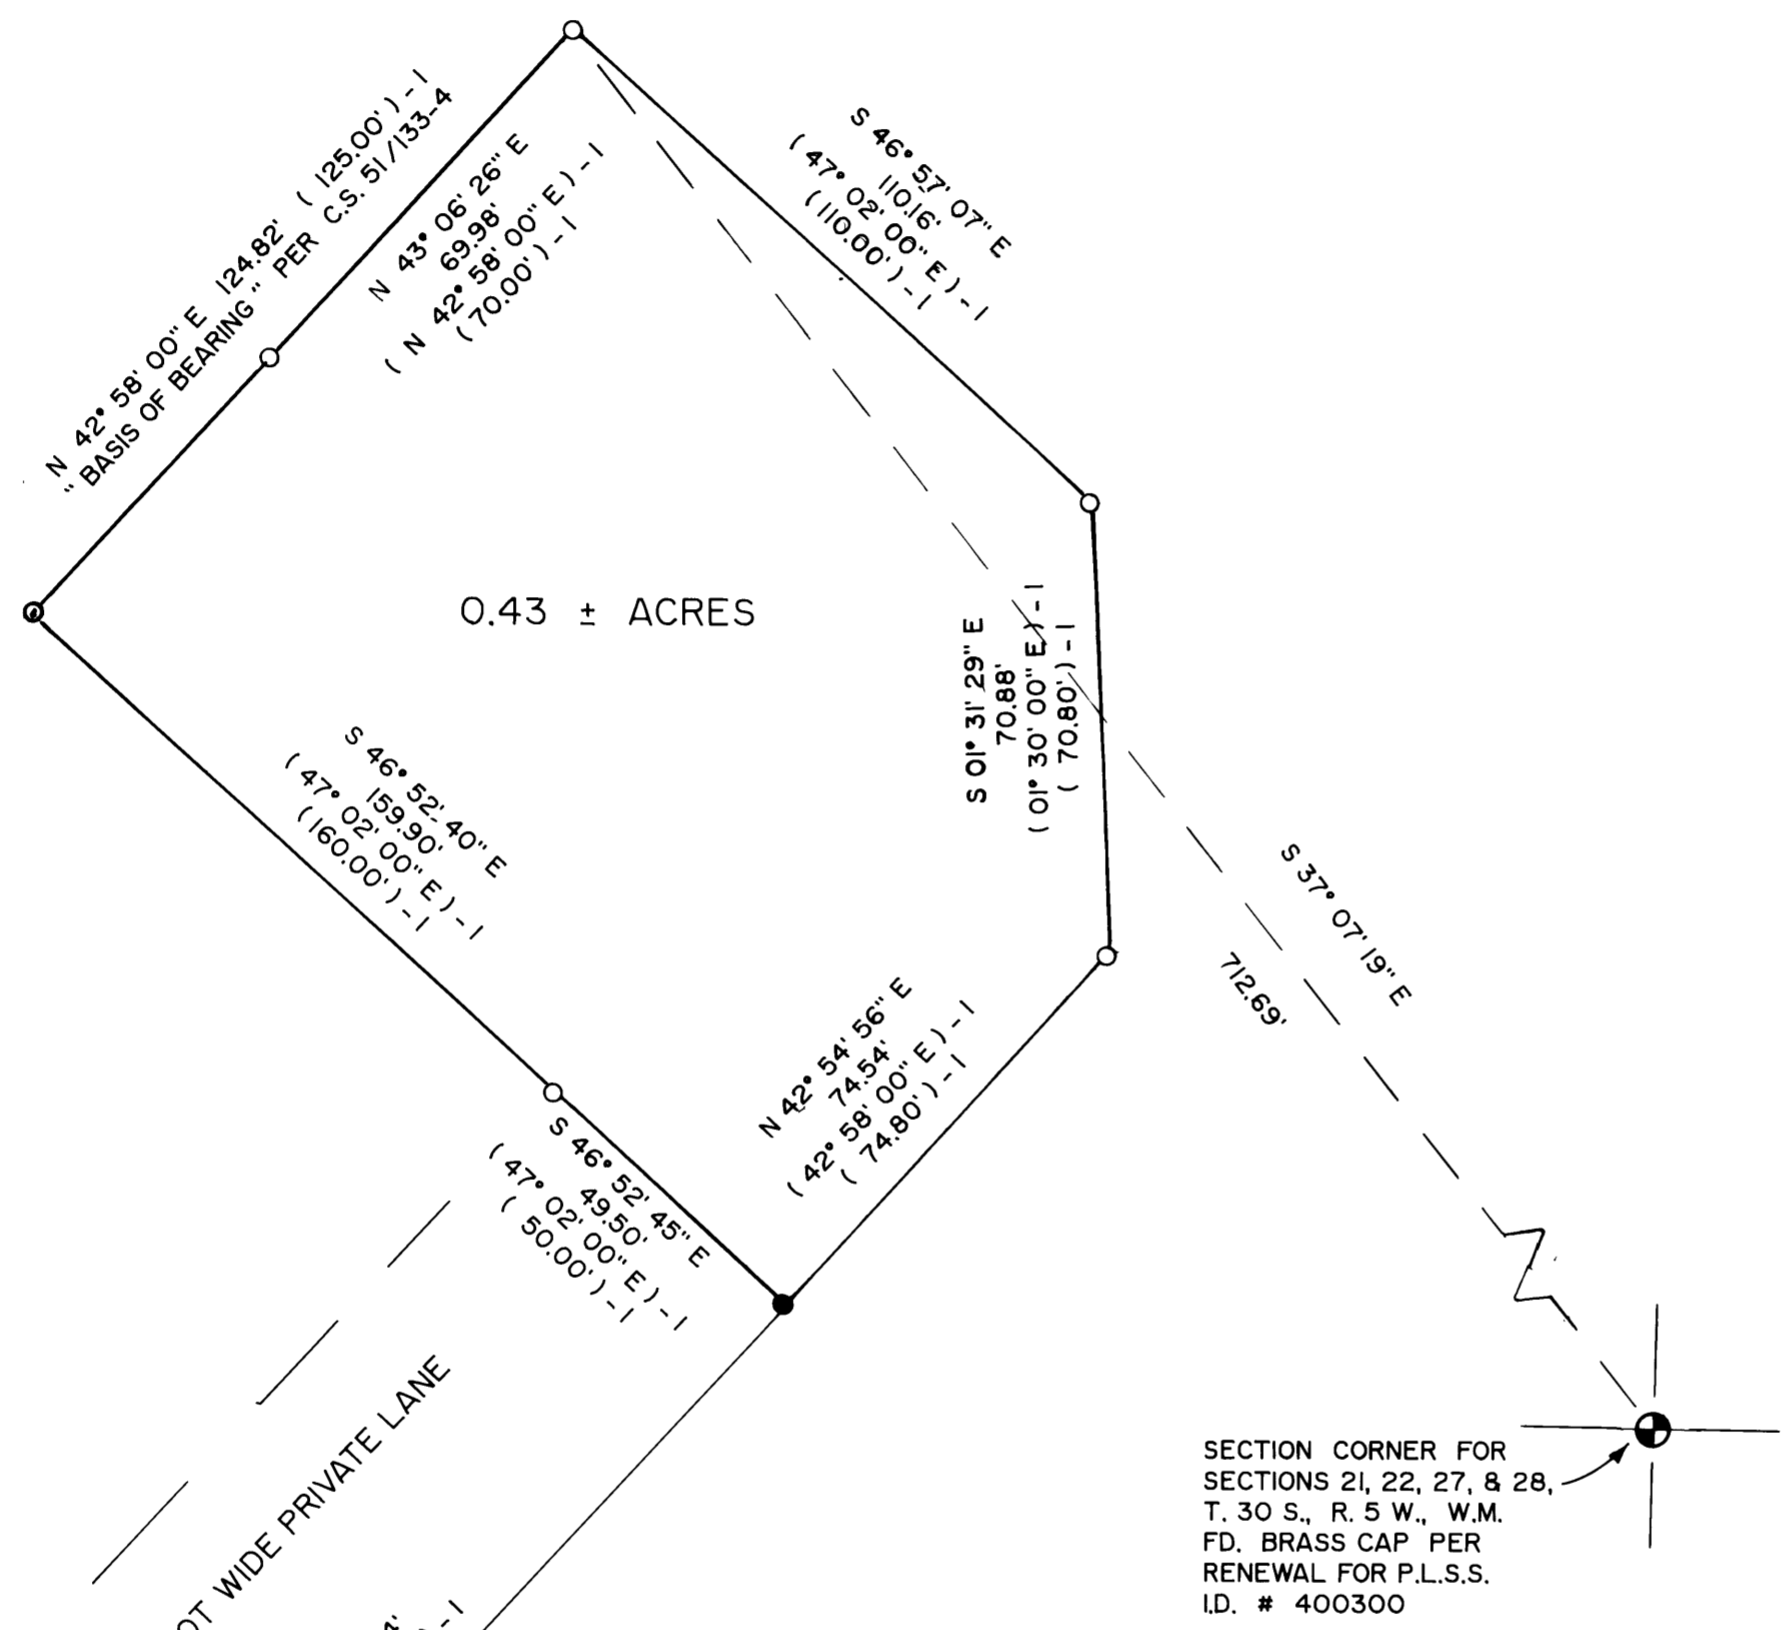 N 42° 58' 00" E 124.82' ( 125.00' ) - 1
" BASIS OF BEARING " PER C.S. 51/133-4
N 43° 06' 26" E
69.98'
( N 42° 58' 00" E ) - 1
( 70.00' ) - 1
S 46° 57' 07" E
110.16'
( 47° 02' 00" E ) - 1
( 110.00' ) - 1
0.43 ± ACRES
S 01° 31' 29" E
70.88'
( 01° 30' 00" E ) - 1
( 70.80' ) - 1
S 46° 52' 40" E
159.90'
( 47° 02' 00" E ) - 1
( 160.00' ) - 1
S 37° 07' 19" E
712.69'
N 42° 54' 56" E
74.54'
( 42° 58' 00" E ) - 1
( 74.80' ) - 1
S 46° 52' 45" E
49.50'
( 47° 02' 00" E ) - 1
( 50.00' ) - 1
OT WIDE PRIVATE LANE
4'
) - 1
SECTION CORNER FOR
SECTIONS 21, 22, 27, & 28,
T. 30 S., R. 5 W., W.M.
FD. BRASS CAP PER
RENEWAL FOR P.L.S.S.
I.D. # 400300